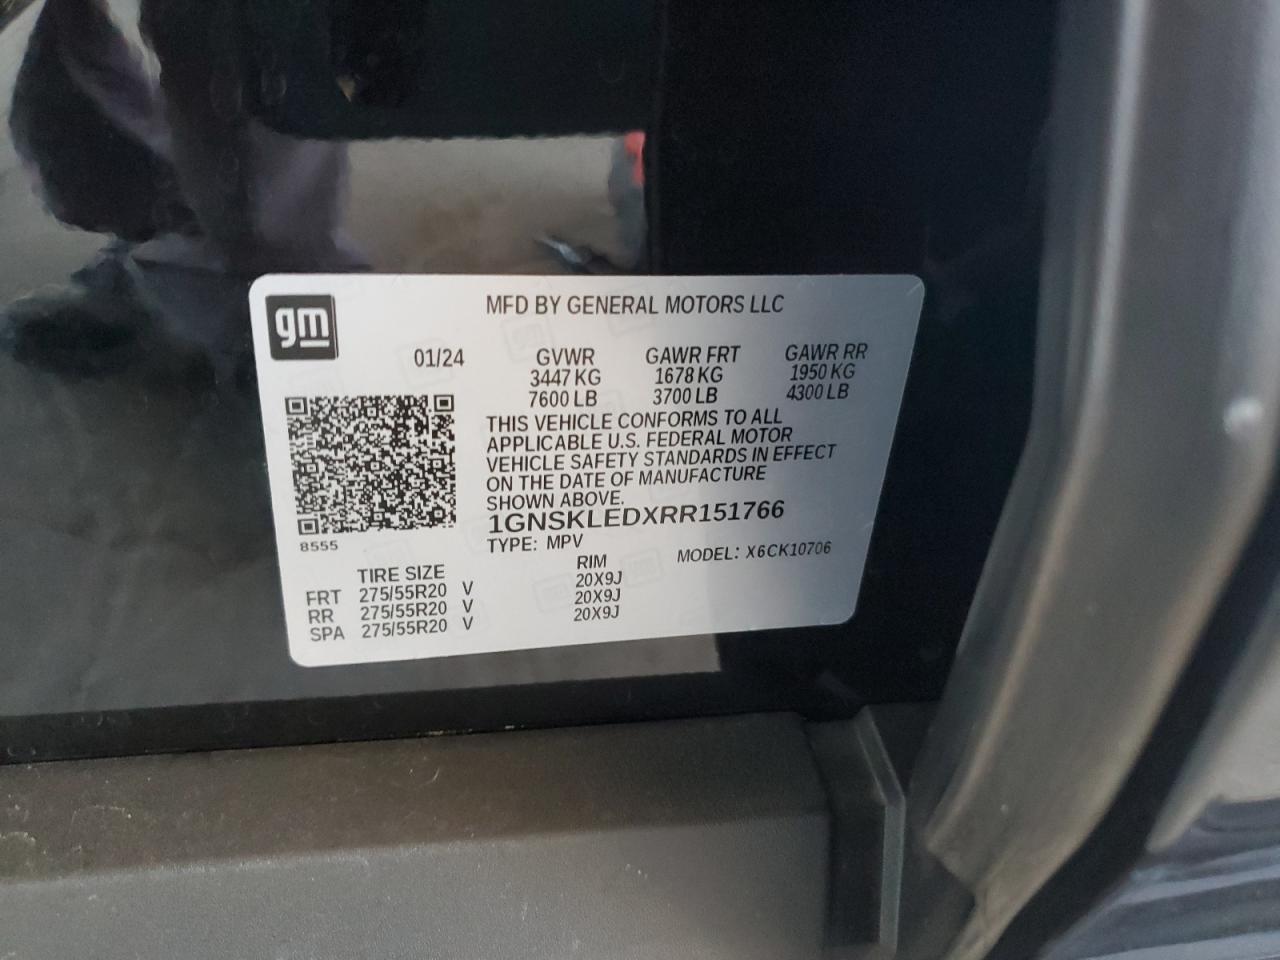 gm
MFD BY GENERAL MOTORS LLC
01/24 GVWR GAWR FRT GAWR RR
3447 KG 1678 KG 1950 KG
7600 LB 3700 LB 4300 LB
THIS VEHICLE CONFORMS TO ALL
APPLICABLE U.S. FEDERAL MOTOR
VEHICLE SAFETY STANDARDS IN EFFECT
ON THE DATE OF MANUFACTURE
SHOWN ABOVE.
1GNSKLEDXRR151766
8555
TYPE: MPV MODEL: X6CK10706
TIRE SIZE RIM
FRT 275/55R20 V 20X9J
RR 275/55R20 V 20X9J
SPA 275/55R20 V 20X9J